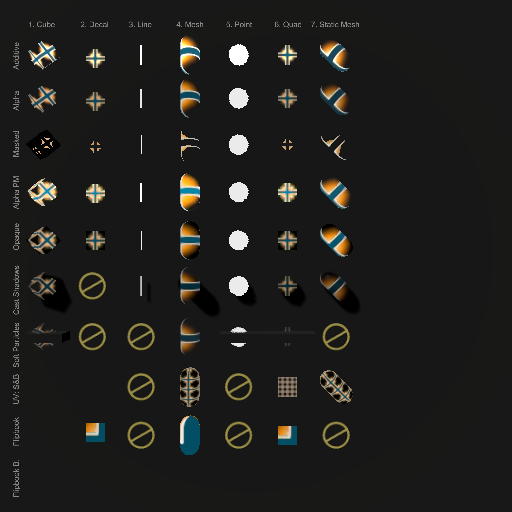 1. Cube
2. Decal
3. Line
4. Mesh
5. Point
6. Quad
7. Static Mesh
Additive
Alpha
Masked
Alpha PM
Opaque
Cast Shadows
Soft Particles
UV: S&B
Flipbook
Flipbook B.